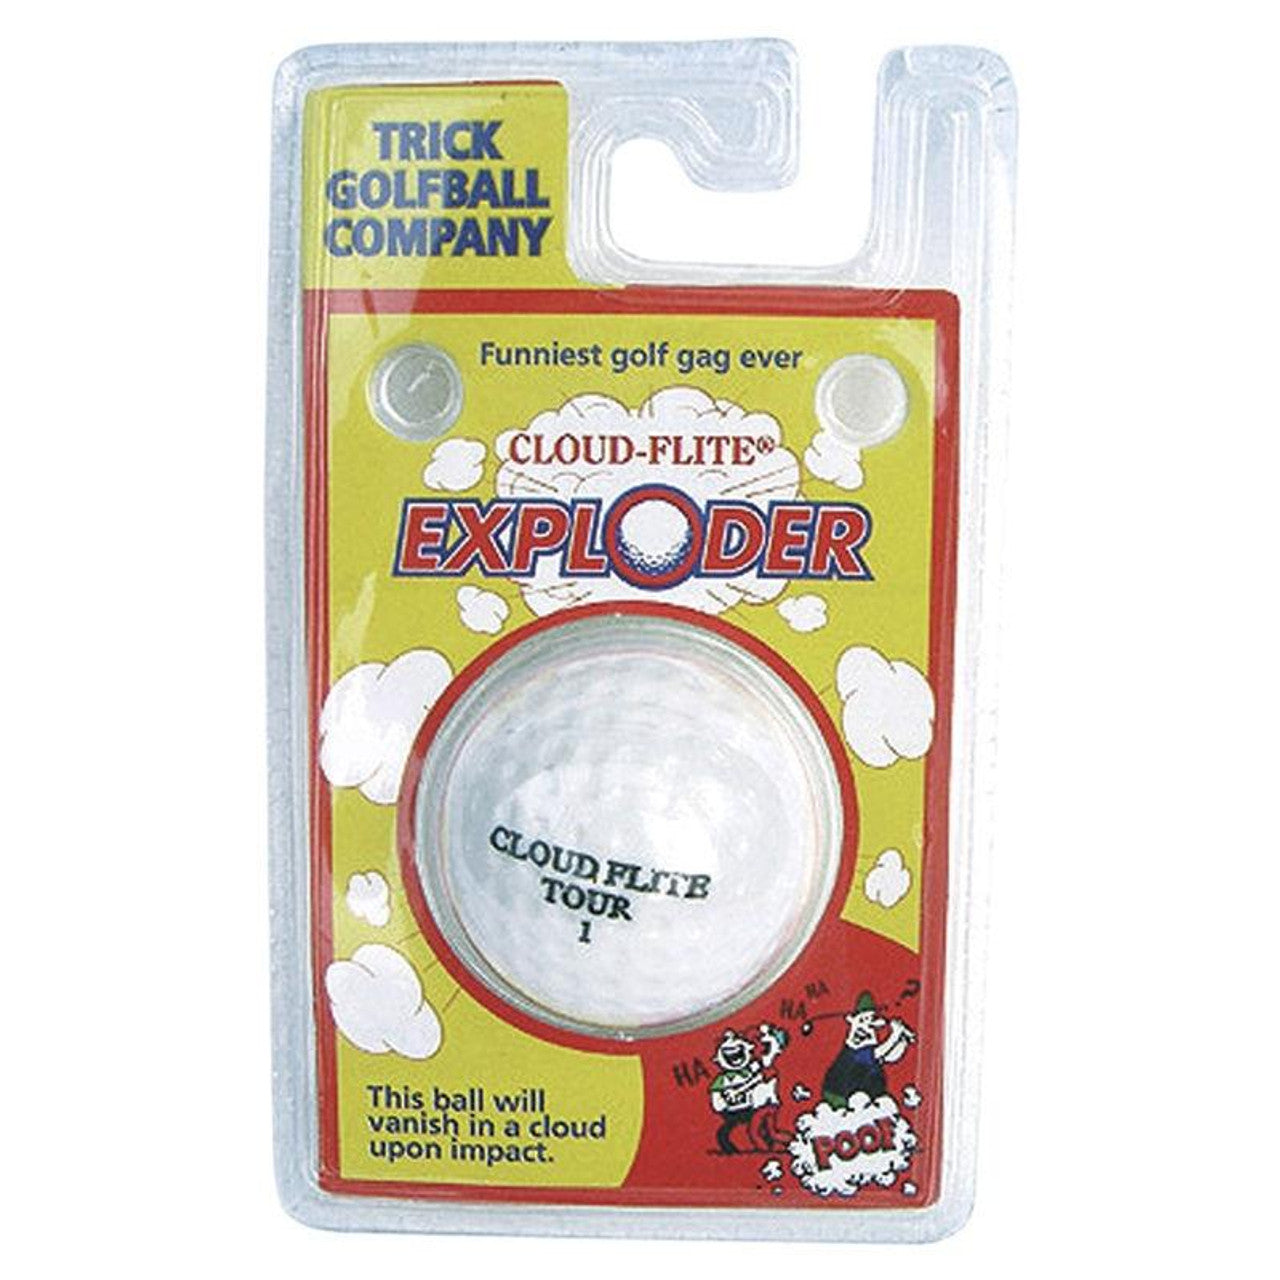 TRICK
GOLFBALL
COMPANY
Funniest golf gag ever
CLOUD-FLITE®
EXPLODER
CLOUD FLITE
TOUR
1
HA
HA
HA
?
POOF
This ball will
vanish in a cloud
upon impact.